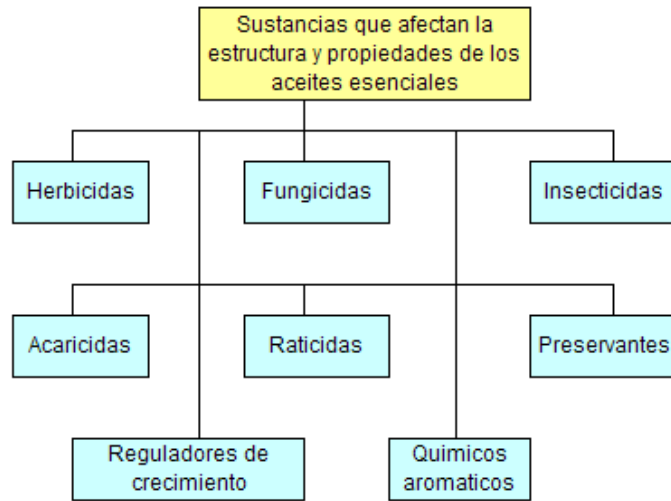 Sustancias que afectan la
estructura y propiedades de los
aceites esenciales
Herbicidas
Fungicidas
Insecticidas
Acaricidas
Raticidas
Preservantes
Reguladores de
crecimiento
Quimicos
aromaticos